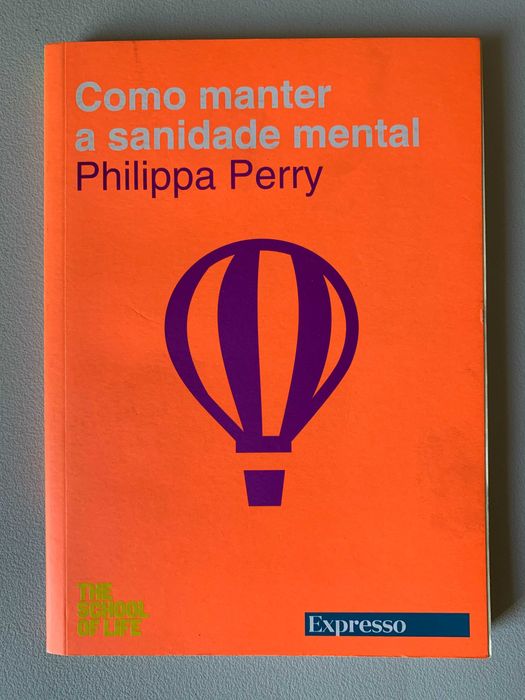 Como manter
a sanidade mental
Philippa Perry
THE
SCHOOL
OF LIFE
Expresso